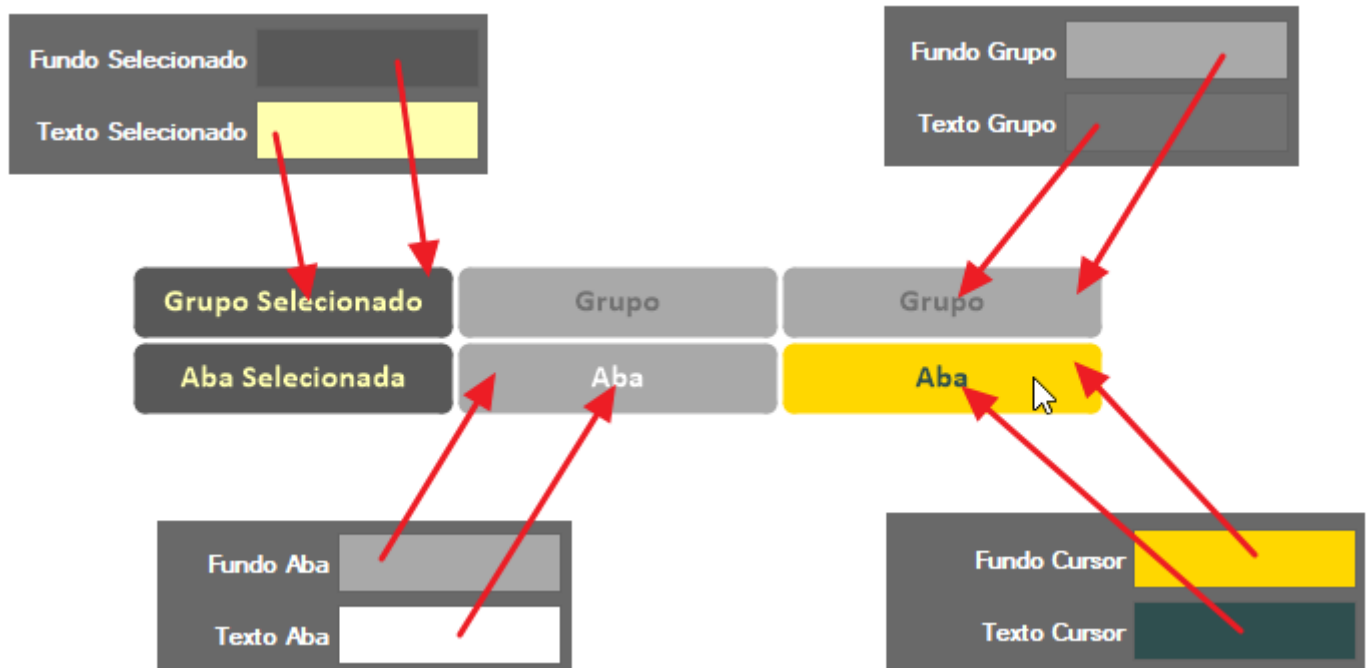 Fundo Selecionado
Texto Selecionado
Fundo Grupo
Texto Grupo
Grupo Selecionado
Grupo
Grupo
Aba Selecionada
Aba
Aba
Fundo Aba
Texto Aba
Fundo Cursor
Texto Cursor